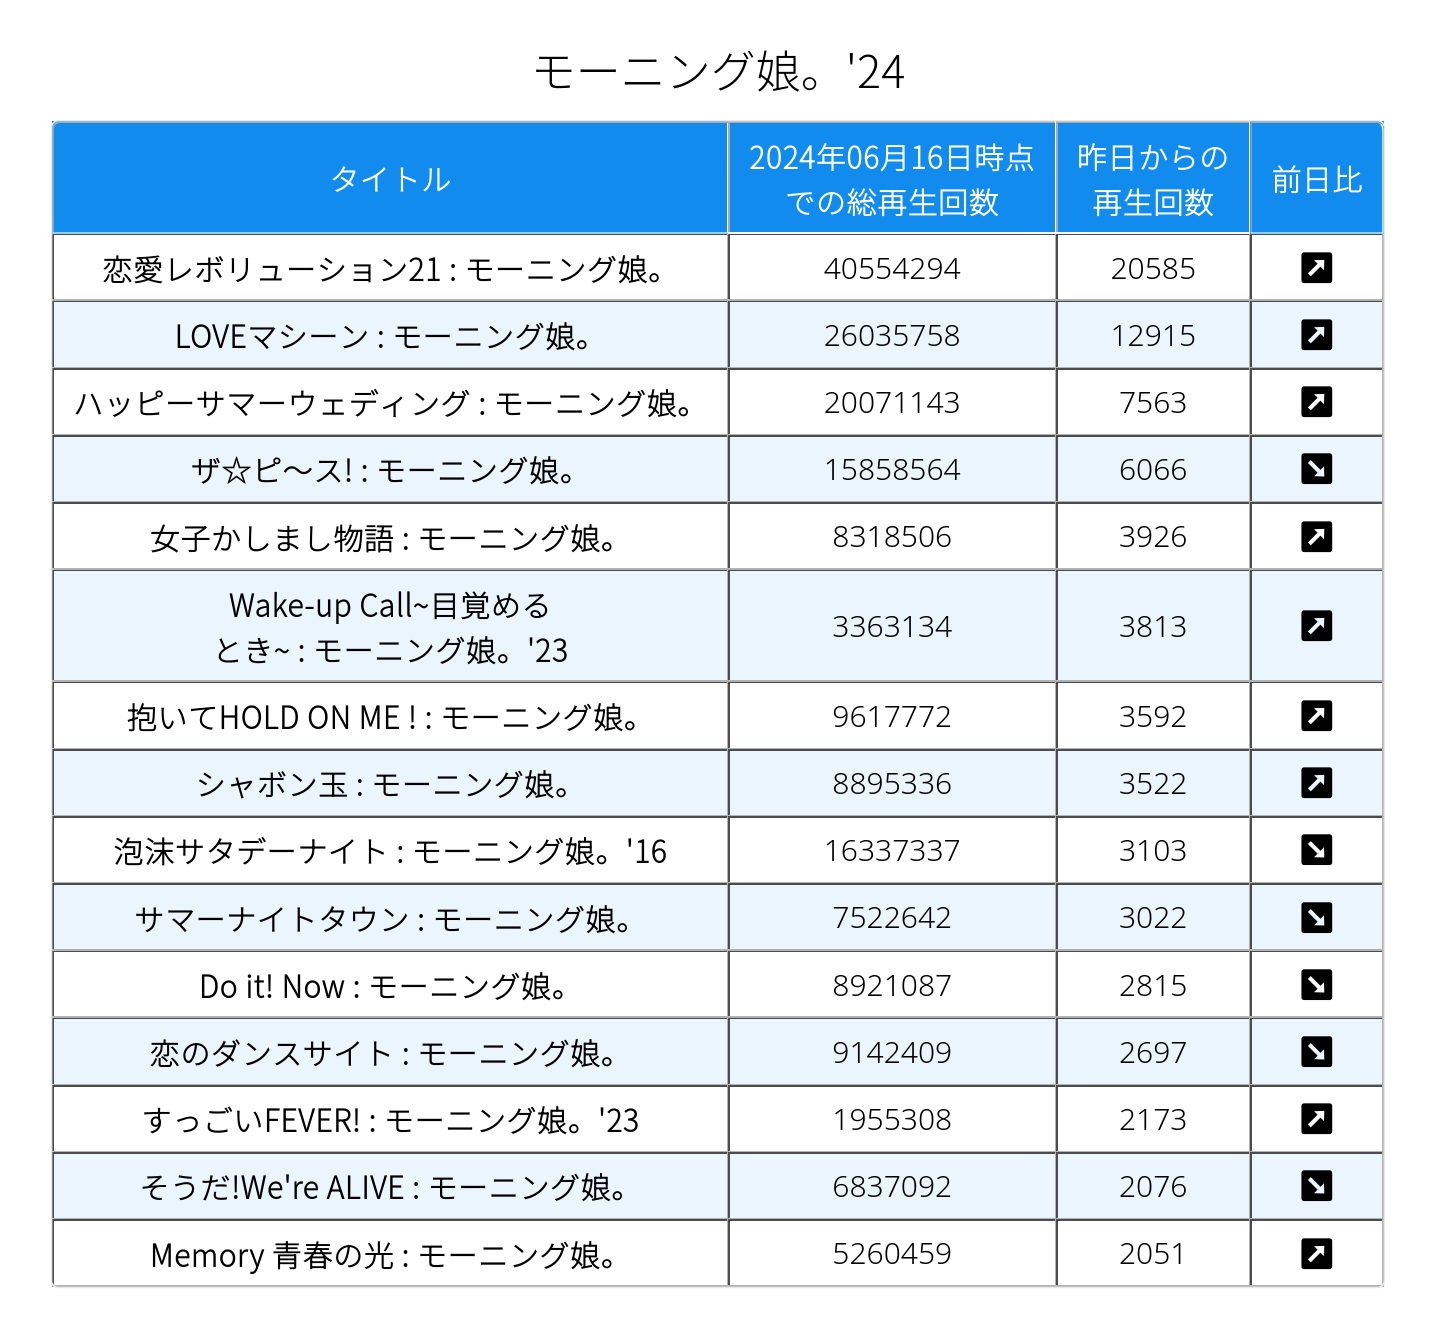 モーニング娘。'24
タイトル
2024年06月16日時点
での総再生回数
昨日からの
再生回数
前日比
恋愛レボリューション21 : モーニング娘。 40554294 20585 ↗
LOVEマシーン : モーニング娘。 26035758 12915 ↗
ハッピーサマーウェディング : モーニング娘。 20071143 7563 ↗
ザ☆ピ〜ス! : モーニング娘。 15858564 6066 ↘
女子かしまし物語 : モーニング娘。 8318506 3926 ↗
Wake-up Call~目覚める
とき~ : モーニング娘。'23 3363134 3813 ↗
抱いてHOLD ON ME ! : モーニング娘。 9617772 3592 ↗
シャボン玉 : モーニング娘。 8895336 3522 ↗
泡沫サタデーナイト : モーニング娘。'16 16337337 3103 ↘
サマーナイトタウン : モーニング娘。 7522642 3022 ↘
Do it! Now : モーニング娘。 8921087 2815 ↘
恋のダンスサイト : モーニング娘。 9142409 2697 ↘
すっごいFEVER! : モーニング娘。'23 1955308 2173 ↗
そうだ!We're ALIVE : モーニング娘。 6837092 2076 ↘
Memory 青春の光 : モーニング娘。 5260459 2051 ↗